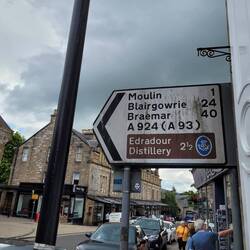 Moulin 1
Blairgowrie 24
Braemar 40
A 924 (A 93)
Edradour
Distillery 2½